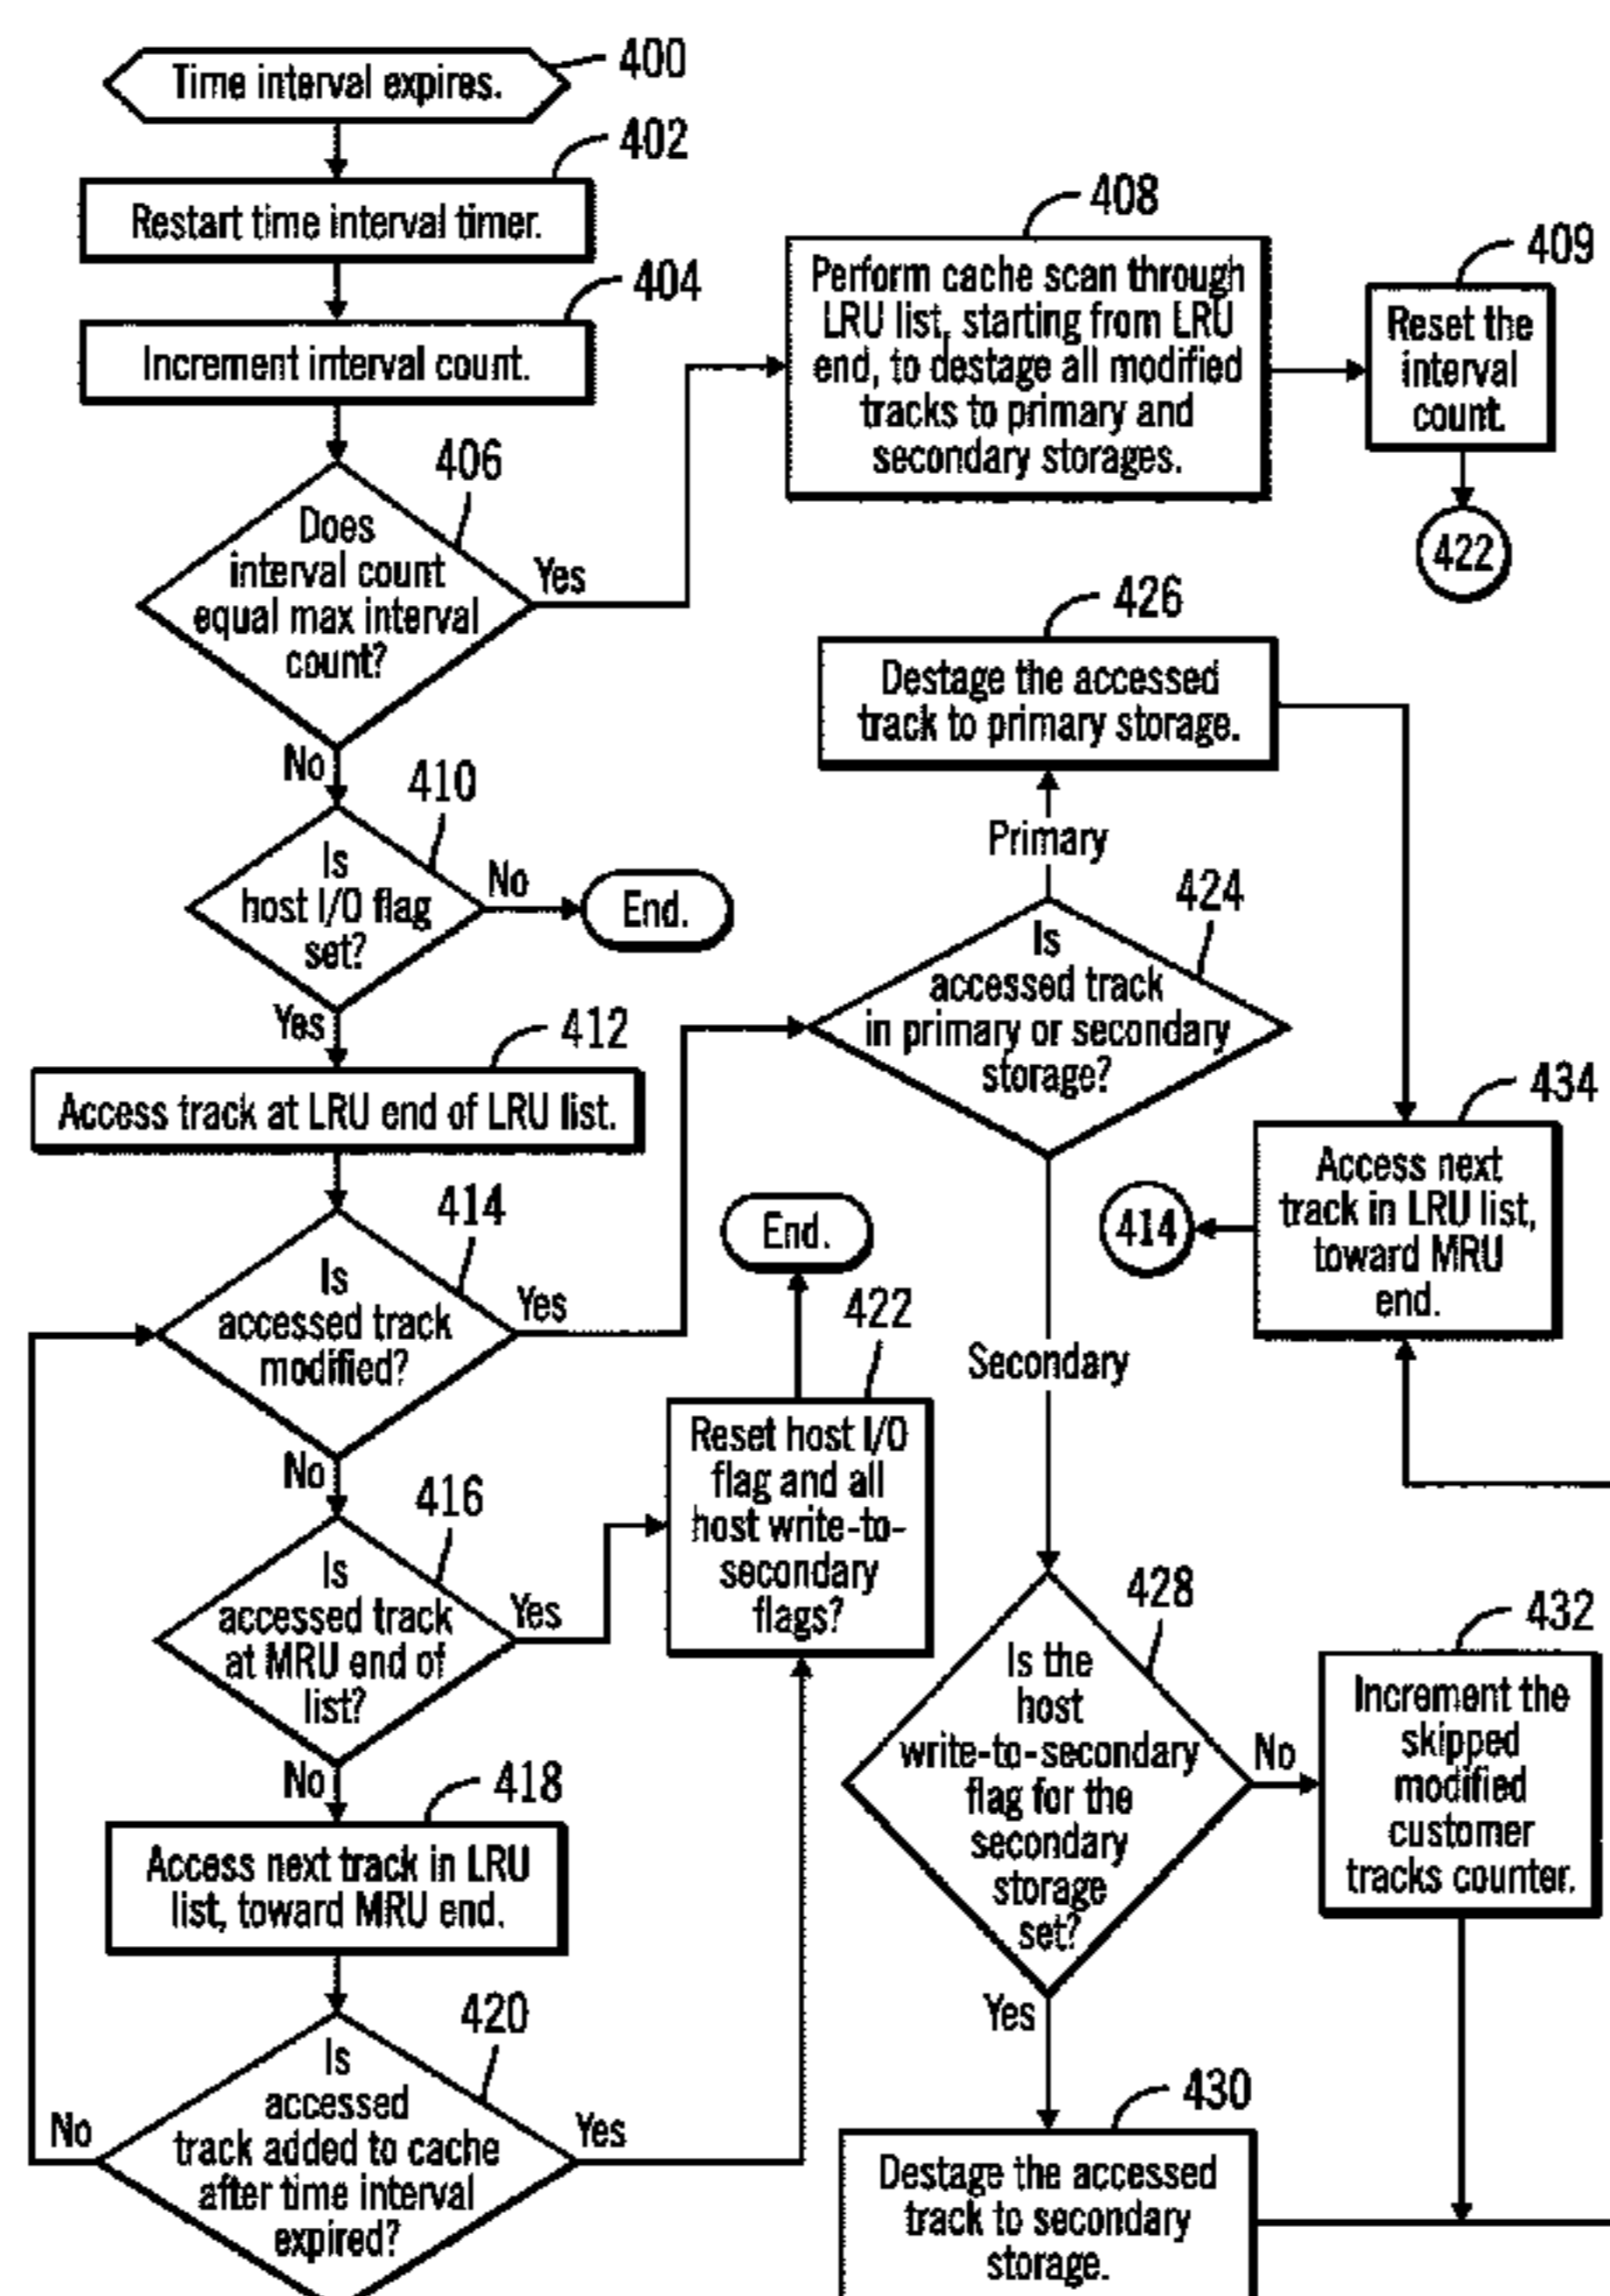 Time interval expires.
400
402
Restart time interval timer.
404
Increment interval count.
406
Does
interval count
equal max interval
count?
Yes
No
408
Perform cache scan through
LRU list, starting from LRU
end, to destage all modified
tracks to primary and
secondary storages.
409
Reset the
interval
count.
422
410
Is
host I/O flag
set?
No
End.
Yes
412
Access track at LRU end of LRU list.
414
Is
accessed track
modified?
Yes
No
416
Is
accessed track
at MRU end of
list?
Yes
No
418
Access next track in LRU
list, toward MRU end.
420
Is
accessed
track added to cache
after time interval
expired?
No
Yes
End.
422
Reset host I/O
flag and all
host write-to-
secondary
flags?
426
Destage the accessed
track to primary storage.
Primary
424
Is
accessed track
in primary or secondary
storage?
Secondary
434
Access next
track in LRU list,
toward MRU
end.
414
428
Is the
host
write-to-secondary
flag for the
secondary
storage
set?
No
Yes
432
Increment the
skipped
modified
customer
tracks counter.
430
Destage the accessed
track to secondary
storage.